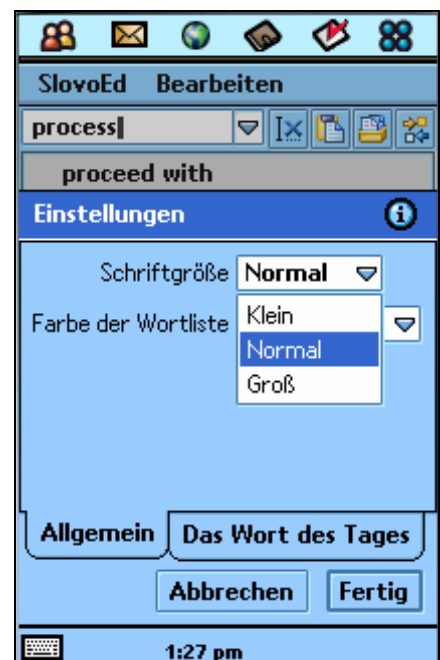 SlovoEd Bearbeiten
process
proceed with
Einstellungen
Schriftgröße Normal
Farbe der Wortliste
Klein
Normal
Groß
Allgemein Das Wort des Tages
Abbrechen Fertig
1:27 pm